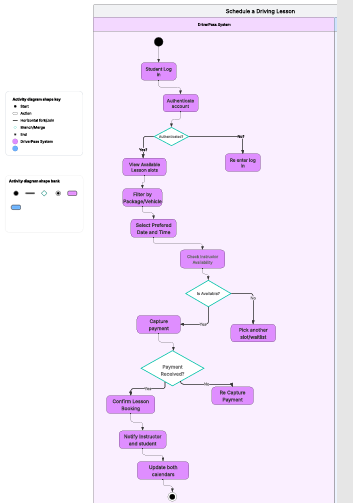 Schedule a Driving Lesson
DriverPass System
Student Log
in
Authenticate
account
Authenticated?
Yes?
No?
View Available
Lesson slots
Re enter log
in
Filter by
Package/Vehicle
Select Prefered
Date and Time
Check Instructor
Availability
Is Available?
No
Yes
Capture
payment
Pick another
slot/waitlist
Payment
Received?
Yes
No
Confirm Lesson
Booking
Re Capture
Payment
Notify Instructor
and student
Update both
calendars
Activity diagram shape key
Start
Action
Horizontal fork/join
Branch/Merge
End
DriverPass System
Activity diagram shape bank